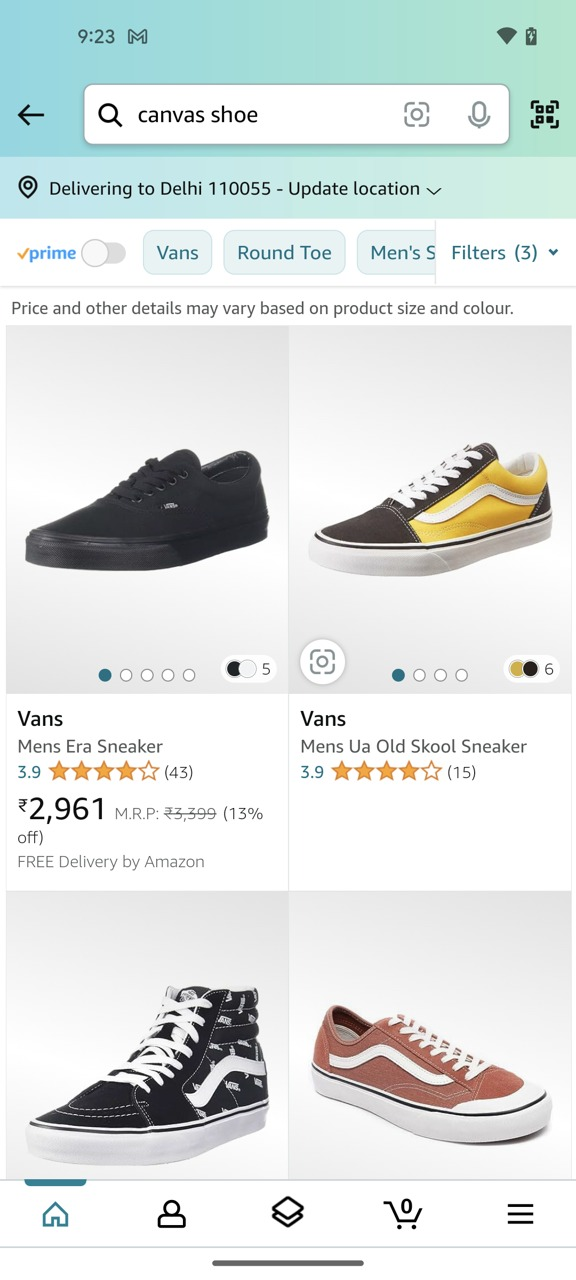 9:23
canvas shoe
Delivering to Delhi 110055 - Update location
prime
Vans
Round Toe
Men's S
Filters (3)
Price and other details may vary based on product size and colour.
5
6
Vans
Mens Era Sneaker
3.9 (43)
₹2,961 M.R.P: ₹3,399 (13%
off)
FREE Delivery by Amazon
Vans
Mens Ua Old Skool Sneaker
3.9 (15)
0